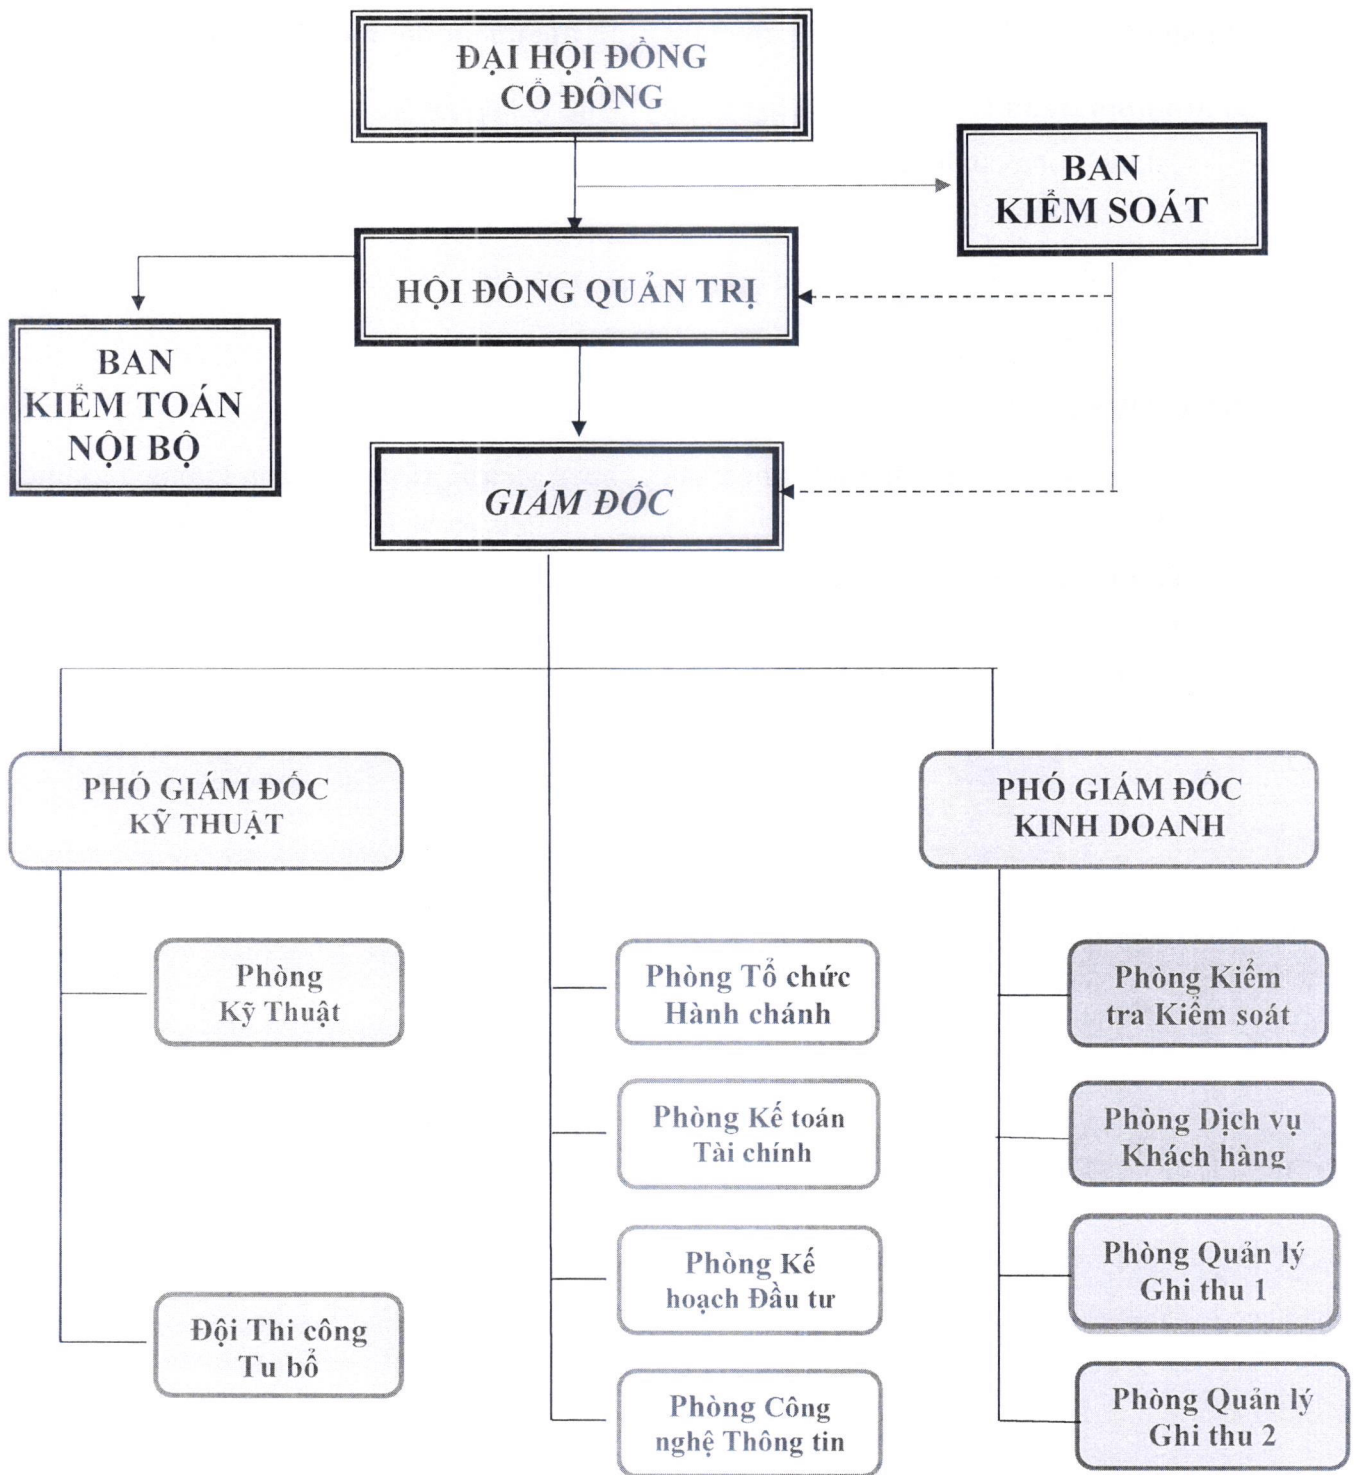 ĐẠI HỘI ĐỒNG
CỔ ĐÔNG
BAN
KIỂM SOÁT
HỘI ĐỒNG QUẢN TRỊ
BAN
KIỂM TOÁN
NỘI BỘ
GIÁM ĐỐC
PHÓ GIÁM ĐỐC
KỸ THUẬT
PHÓ GIÁM ĐỐC
KINH DOANH
Phòng
Kỹ Thuật
Phòng Tổ chức
Hành chánh
Phòng Kiểm
tra Kiểm soát
Phòng Kế toán
Tài chính
Phòng Dịch vụ
Khách hàng
Phòng Kế
hoạch Đầu tư
Phòng Quản lý
Ghi thu 1
Đội Thi công
Tu bổ
Phòng Công
nghệ Thông tin
Phòng Quản lý
Ghi thu 2